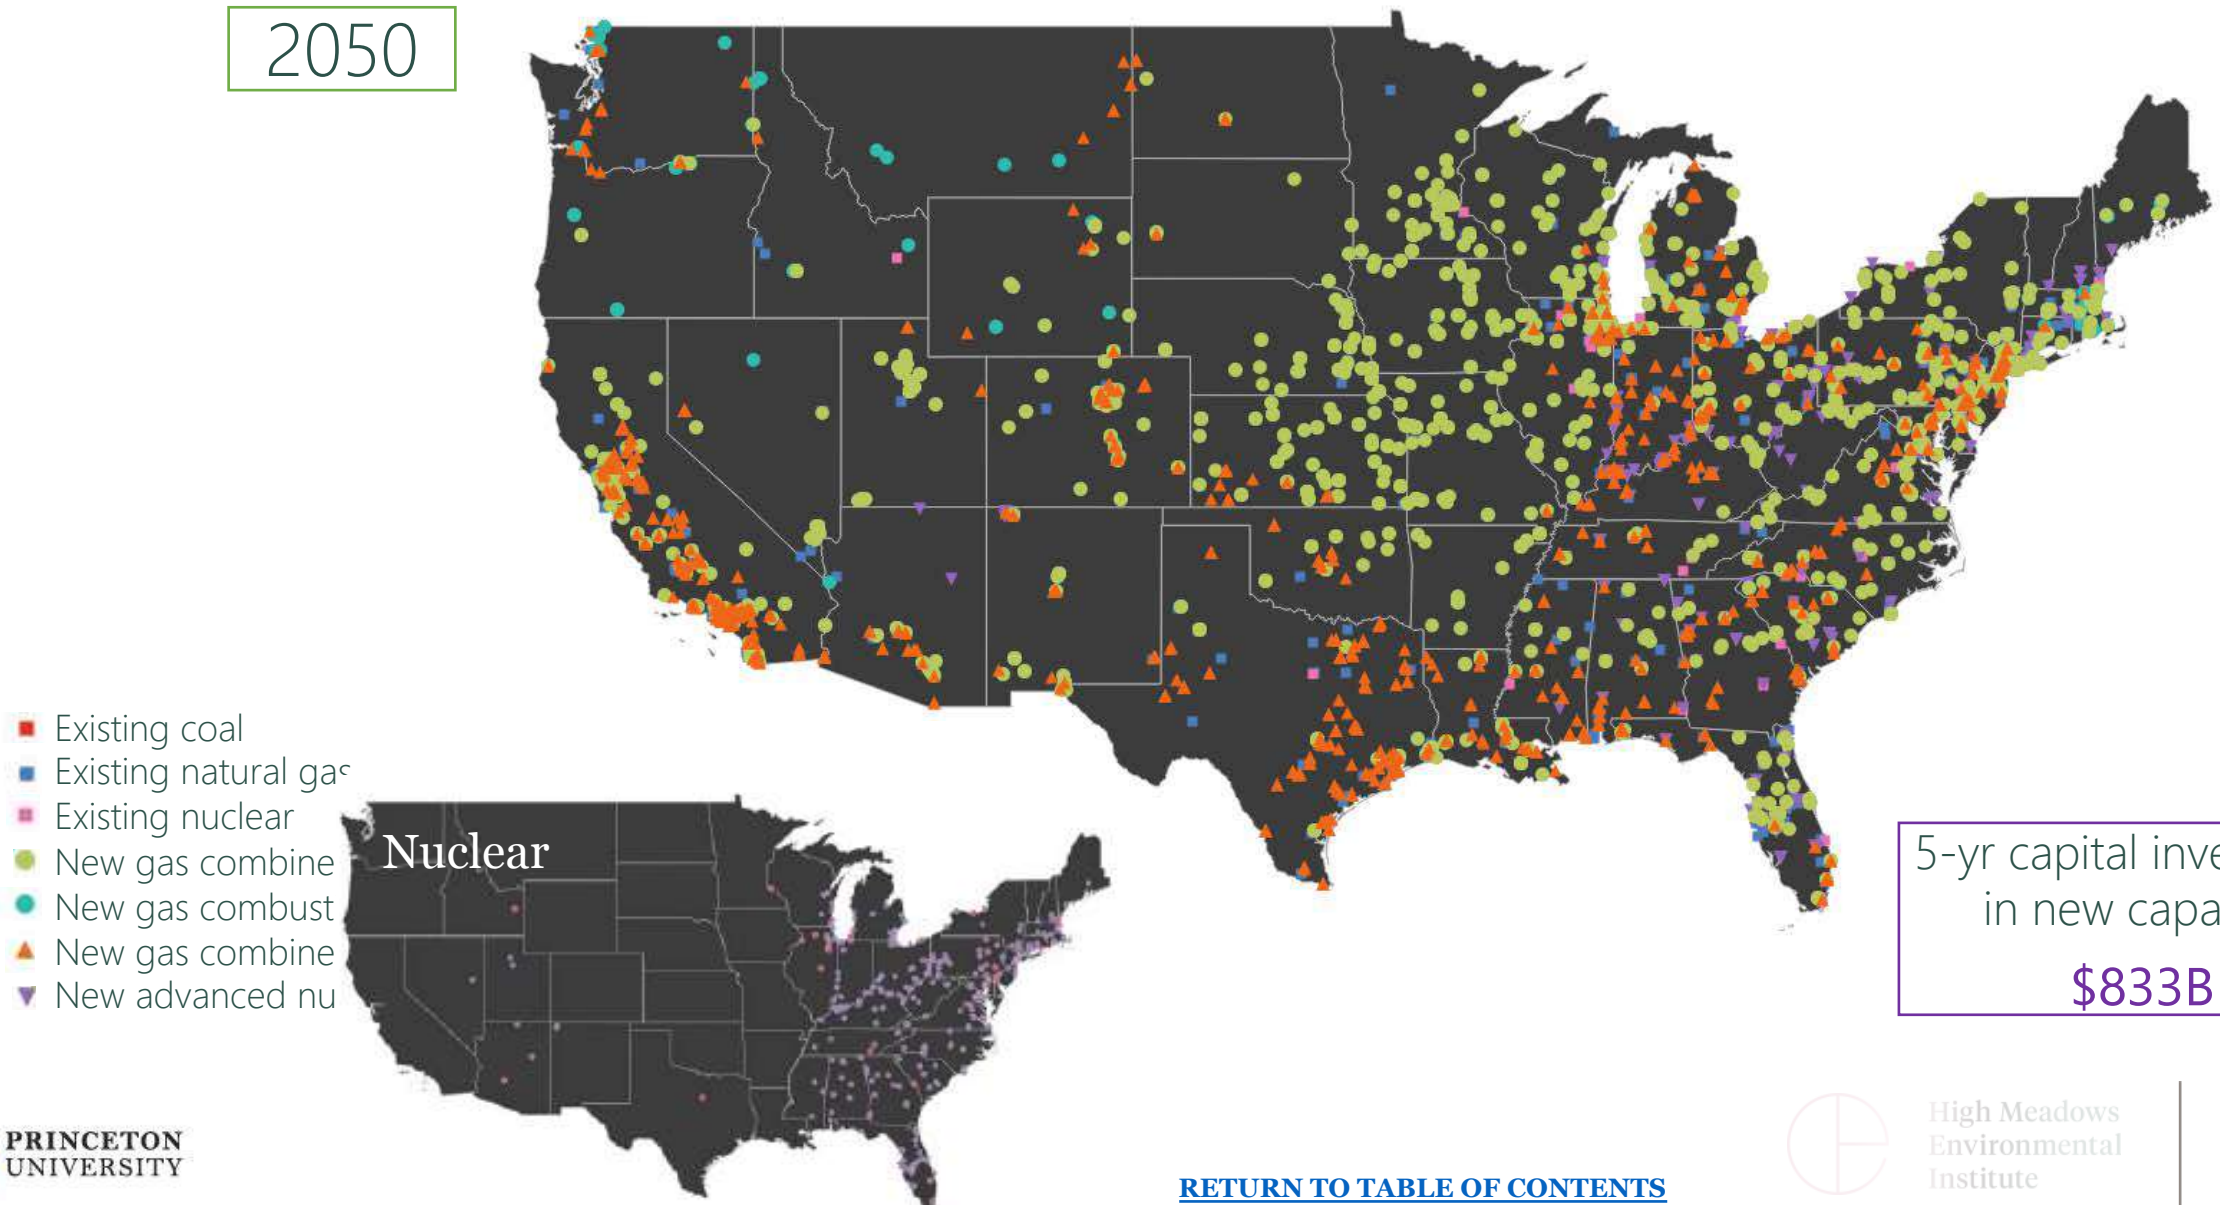 2050
Existing coal
Existing natural gas
Existing nuclear
New gas combine
New gas combust
New gas combine
New advanced nu
Nuclear
5-yr capital inve
in new capa
$833B
PRINCETON
UNIVERSITY
RETURN TO TABLE OF CONTENTS
High Meadows
Environmental
Institute